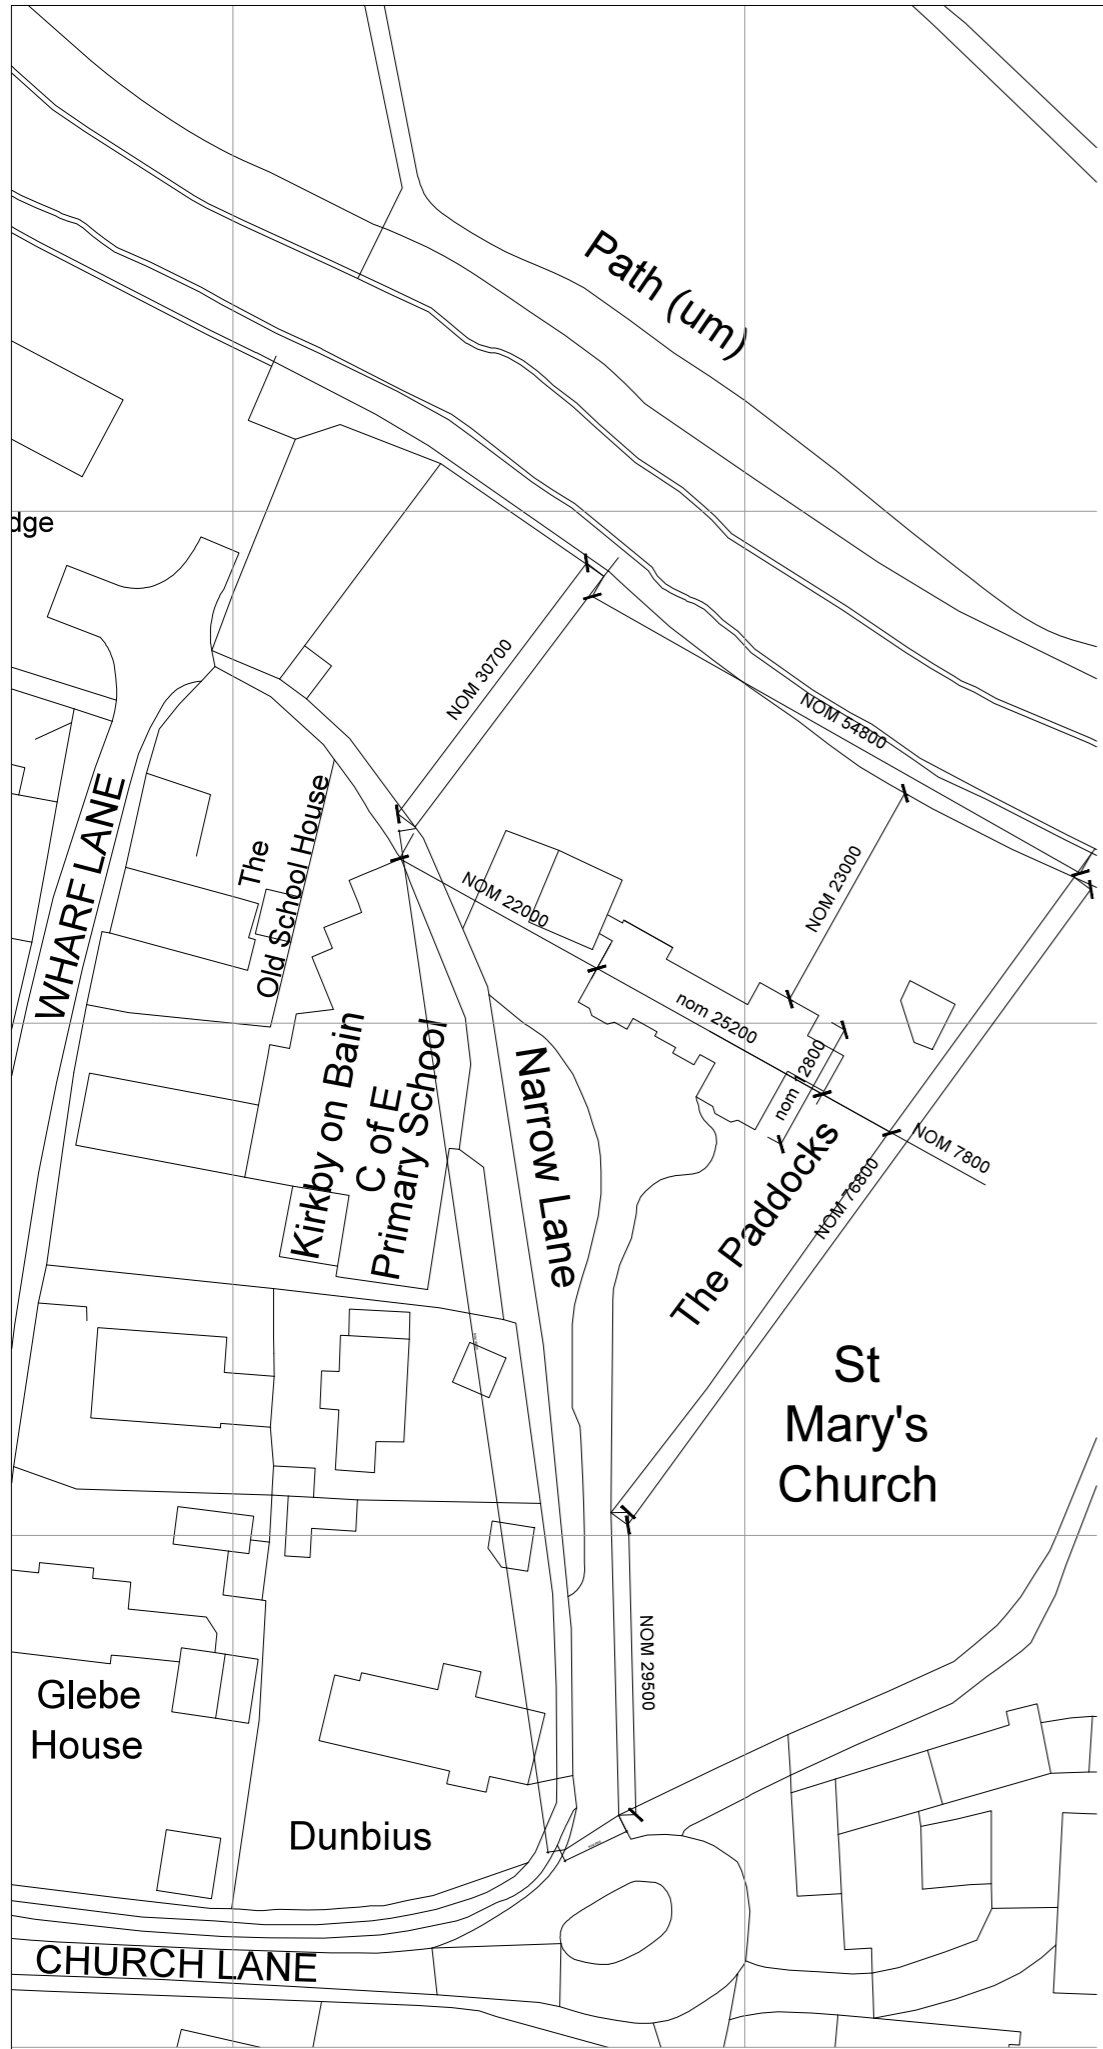 Path (um)
dge
NOM 30700
NOM 54800
WHARF LANE
The
Old School House
NOM 22000
NOM 23000
nom 25200
nom 12800
NOM 7800
NOM 76800
Kirkby on Bain
C of E
Primary School
Narrow Lane
The Paddocks
St
Mary's
Church
NOM 29500
Glebe
House
Dunbius
CHURCH LANE